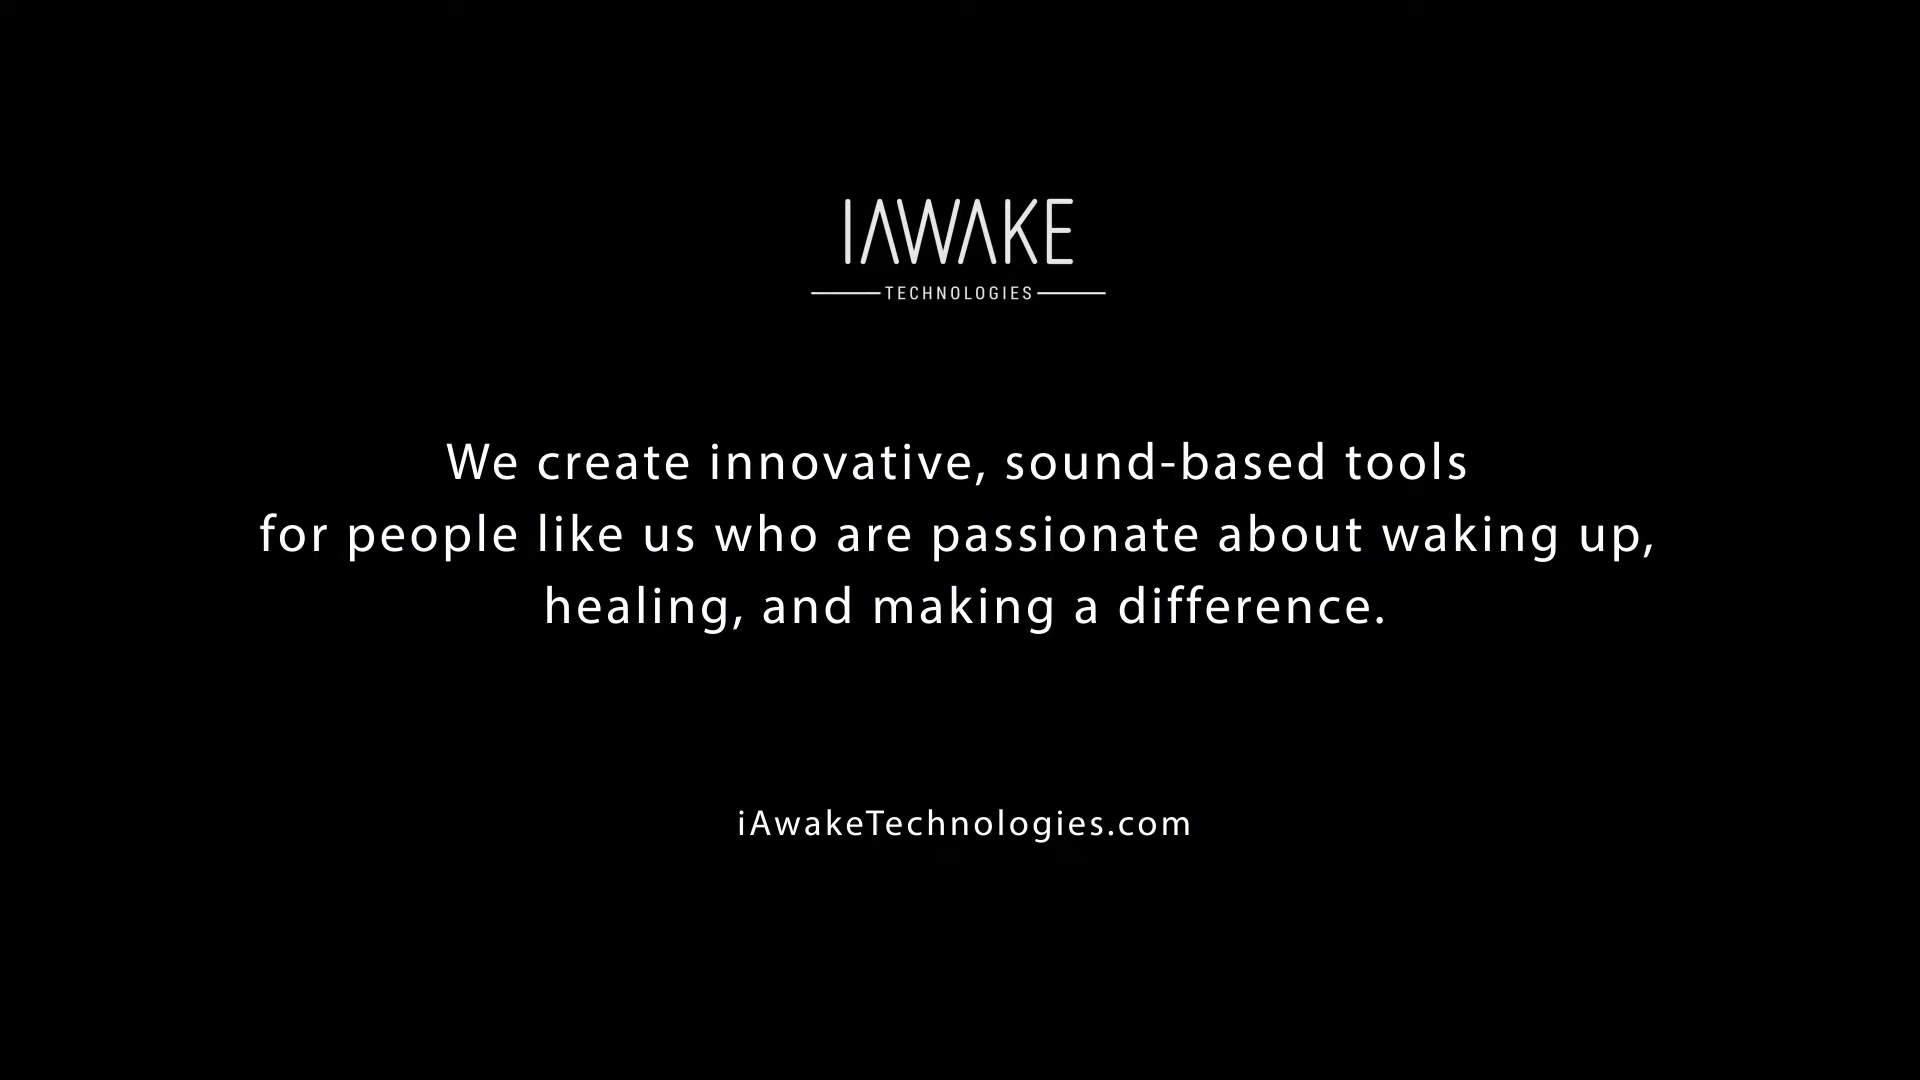 IAWAKE
TECHNOLOGIES
We create innovative, sound-based tools
for people like us who are passionate about waking up,
healing, and making a difference.
iAwakeTechnologies.com